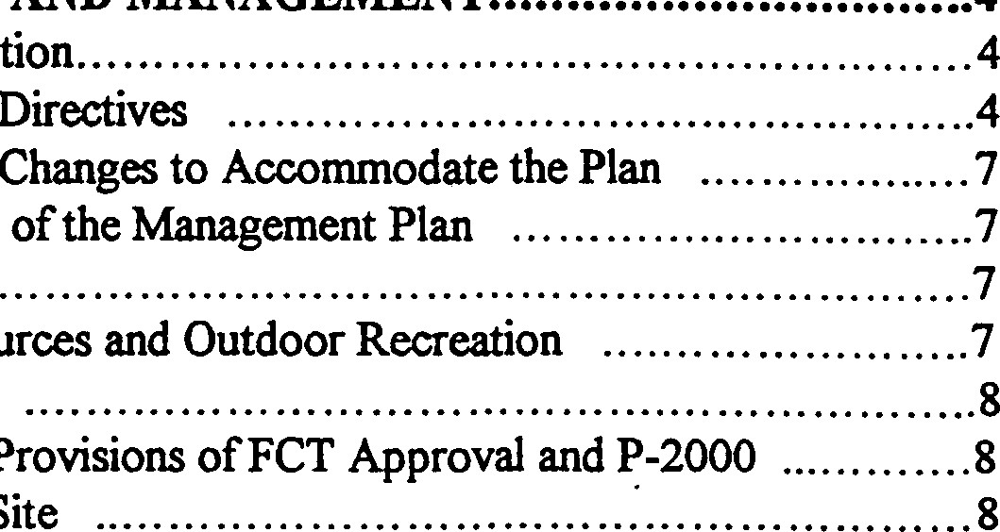 AND MANAGEMENT..............................4
tion..............................................................4
Directives ....................................................4
Changes to Accommodate the Plan ...................7
of the Management Plan ................................7
....................................................................7
urces and Outdoor Recreation .........................7
..................................................................8
Provisions of FCT Approval and P-2000 .............8
Site .............................................................8